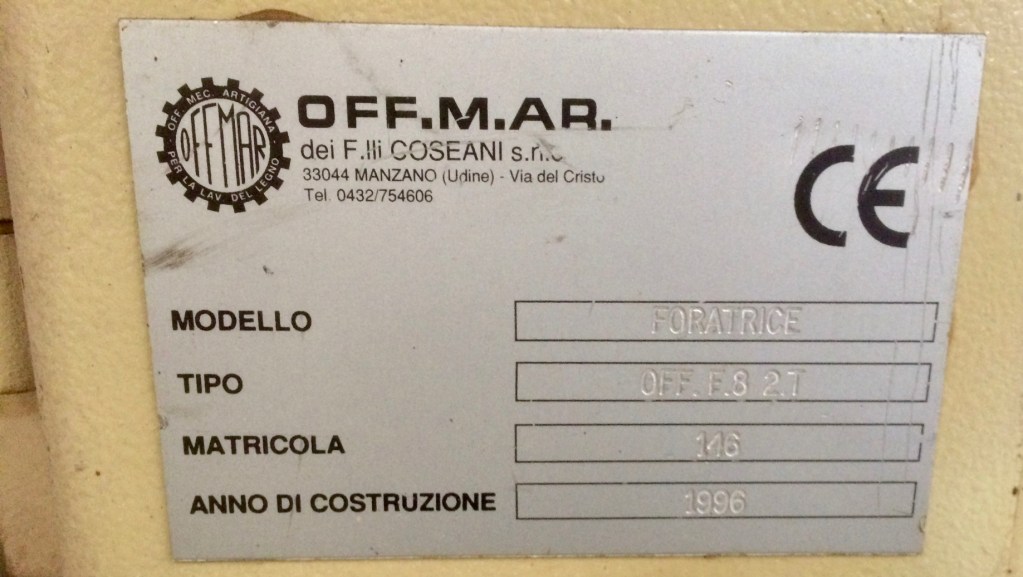 OFF. MEC. ARTIGIANA
OFFMAR
PER LA LAV. DEL LEGNO
OFF.M.AR.
dei F.lli COSEANI s.n.c
33044 MANZANO (Udine) - Via del Cristo
Tel. 0432/754606
CE
MODELLO FORATRICE
TIPO OFF. F.8 2.T
MATRICOLA 116
ANNO DI COSTRUZIONE 1996